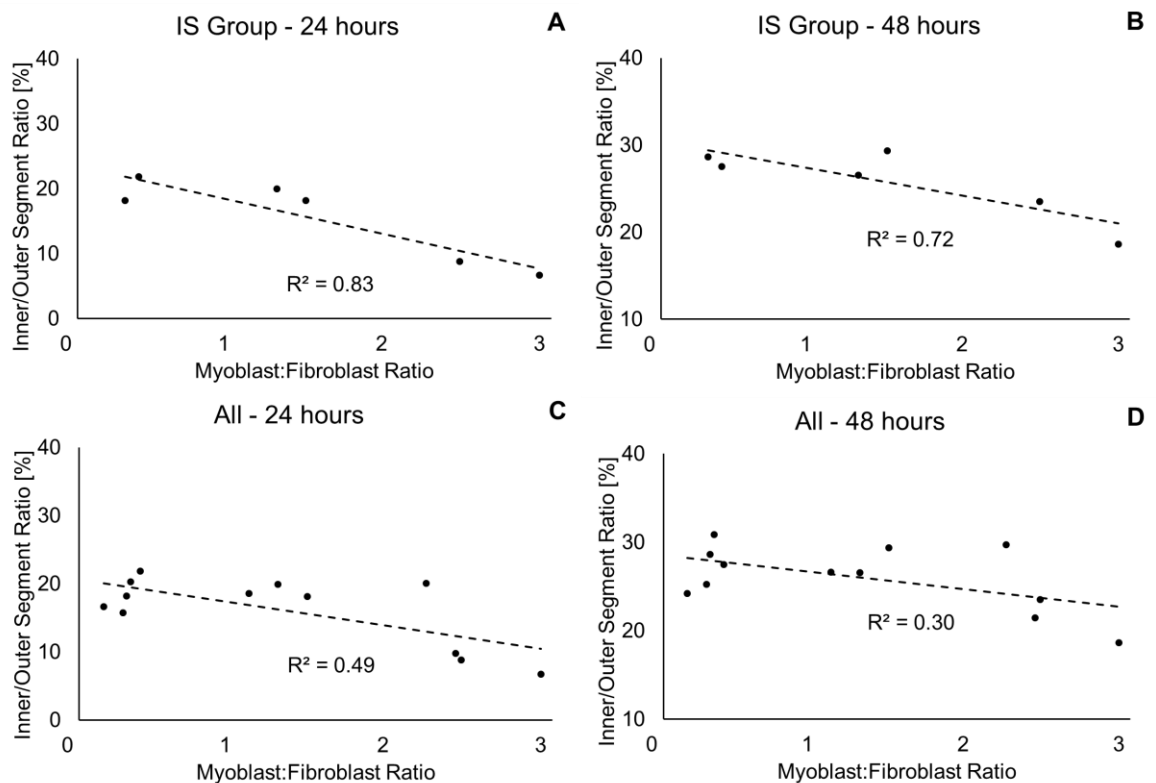 IS Group - 24 hours
A
Inner/Outer Segment Ratio [%]
40
30
20
10
0
R² = 0.83
0 1 2 3
Myoblast:Fibroblast Ratio
IS Group - 48 hours
B
Inner/Outer Segment Ratio [%]
40
30
20
10
R² = 0.72
0 1 2 3
Myoblast:Fibroblast Ratio
All - 24 hours
C
Inner/Outer Segment Ratio [%]
40
30
20
10
0
R² = 0.49
0 1 2 3
Myoblast:Fibroblast Ratio
All - 48 hours
D
Inner/Outer Segment Ratio [%]
40
30
20
10
R² = 0.30
0 1 2 3
Myoblast:Fibroblast Ratio